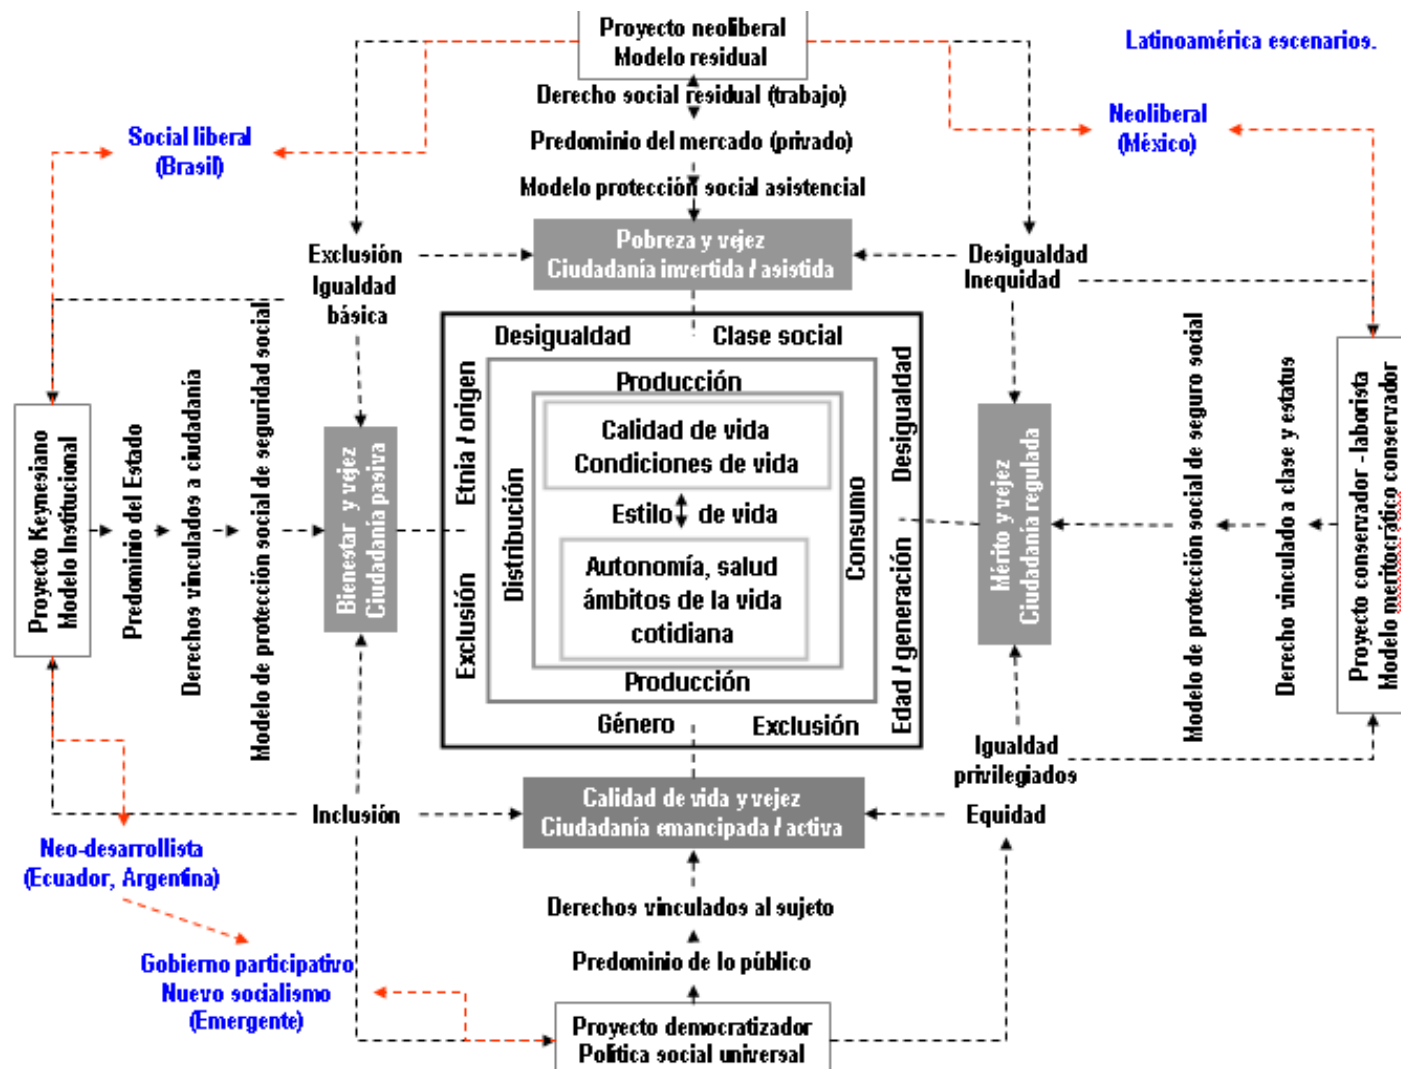 Proyecto neoliberal
Modelo residual
Latinoamérica escenarios.
Derecho social residual (trabajo)
Neoliberal
(México)
Social liberal
(Brasil)
Predominio del mercado (privado)
Modelo protección social asistencial
Pobreza y vejez
Ciudadanía invertida / asistida
Exclusión
Igualdad
básica
Desigualdad
Inequidad
Desigualdad
Clase social
Producción
Calidad de vida
Condiciones de vida
Estilo de vida
Autonomía, salud
ámbitos de la vida
cotidiana
Producción
Género
Exclusión
Etnia / origen
Exclusión
Distribución
Consumo
Desigualdad
Edad / generación
Proyecto Keynesiano
Modelo Institucional
Predominio del Estado
Derechos vinculados a ciudadanía
Modelo de protección social de seguridad social
Bienestar y vejez
Ciudadanía pasiva
Mérito y vejez
Ciudadanía regulada
Modelo de protección social de seguro social
Derecho vinculado a clase y estatus
Proyecto conservador -laborista
Modelo meritocrático conservador
Igualdad
privilegiados
Inclusión
Equidad
Calidad de vida y vejez
Ciudadanía emancipada / activa
Neo-desarrollista
(Ecuador, Argentina)
Derechos vinculados al sujeto
Predominio de lo público
Gobierno participativo
Nuevo socialismo
(Emergente)
Proyecto democratizador
Política social universal